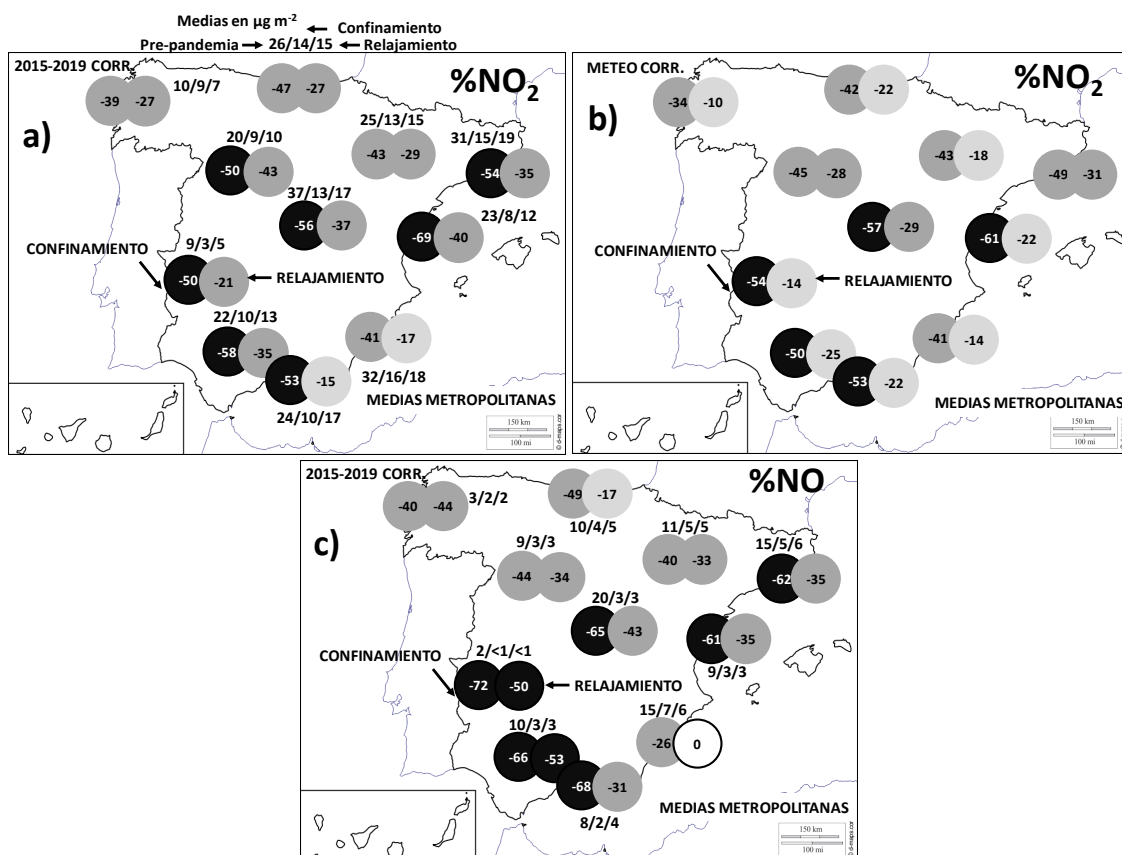 Medias en µg m-2 Confinamiento
Pre-pandemia 26/14/15 Relajamiento
2015-2019 CORR.
%NO2
a)
-39 -27
10/9/7
-47 -27
20/9/10
-50 -43
25/13/15
-43 -29
31/15/19
-54 -35
37/13/17
-56 -37
23/8/12
-69 -40
CONFINAMIENTO
9/3/5
-50 -21
RELAJAMIENTO
22/10/13
-58 -35
-41 -17
32/16/18
-53 -15
24/10/17
MEDIAS METROPOLITANAS
150 km
100 mi
© d-maps.com
METEO CORR.
%NO2
b)
-34 -10
-42 -22
-45 -28
-43 -18
-49 -31
-57 -29
-61 -22
CONFINAMIENTO
-54 -14
RELAJAMIENTO
-50 -25
-41 -14
-53 -22
MEDIAS METROPOLITANAS
150 km
100 mi
© d-maps.com
2015-2019 CORR.
%NO
c)
-40 -44
3/2/2
-49 -17
10/4/5
9/3/3
-44 -34
11/5/5
-40 -33
15/5/6
-62 -35
20/3/3
-65 -43
-61 -35
9/3/3
CONFINAMIENTO
2/<1/<1
-72 -50
RELAJAMIENTO
10/3/3
-66 -53
15/7/6
-26 0
-68 -31
8/2/4
MEDIAS METROPOLITANAS
150 km
100 mi
© d-maps.com